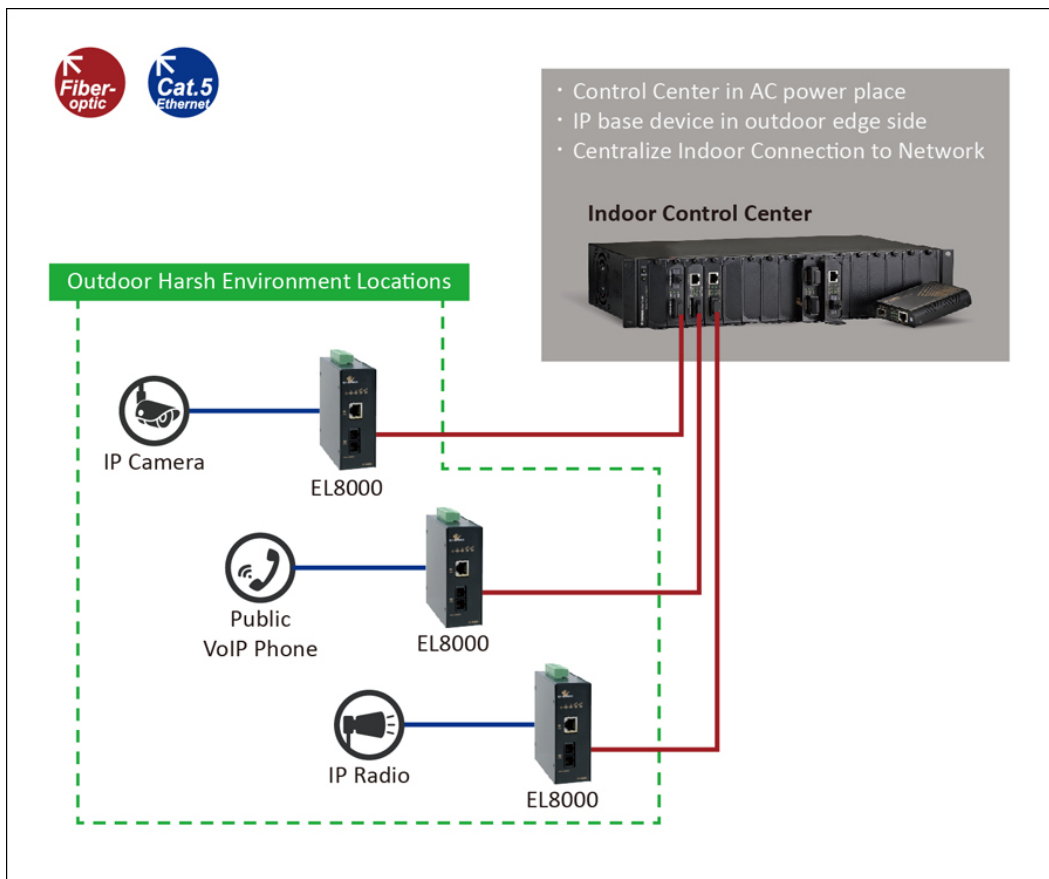 Fiber-
optic
Cat.5
Ethernet
· Control Center in AC power place
· IP base device in outdoor edge side
· Centralize Indoor Connection to Network
Indoor Control Center
Outdoor Harsh Environment Locations
IP Camera
EL8000
Public
VoIP Phone
EL8000
IP Radio
EL8000